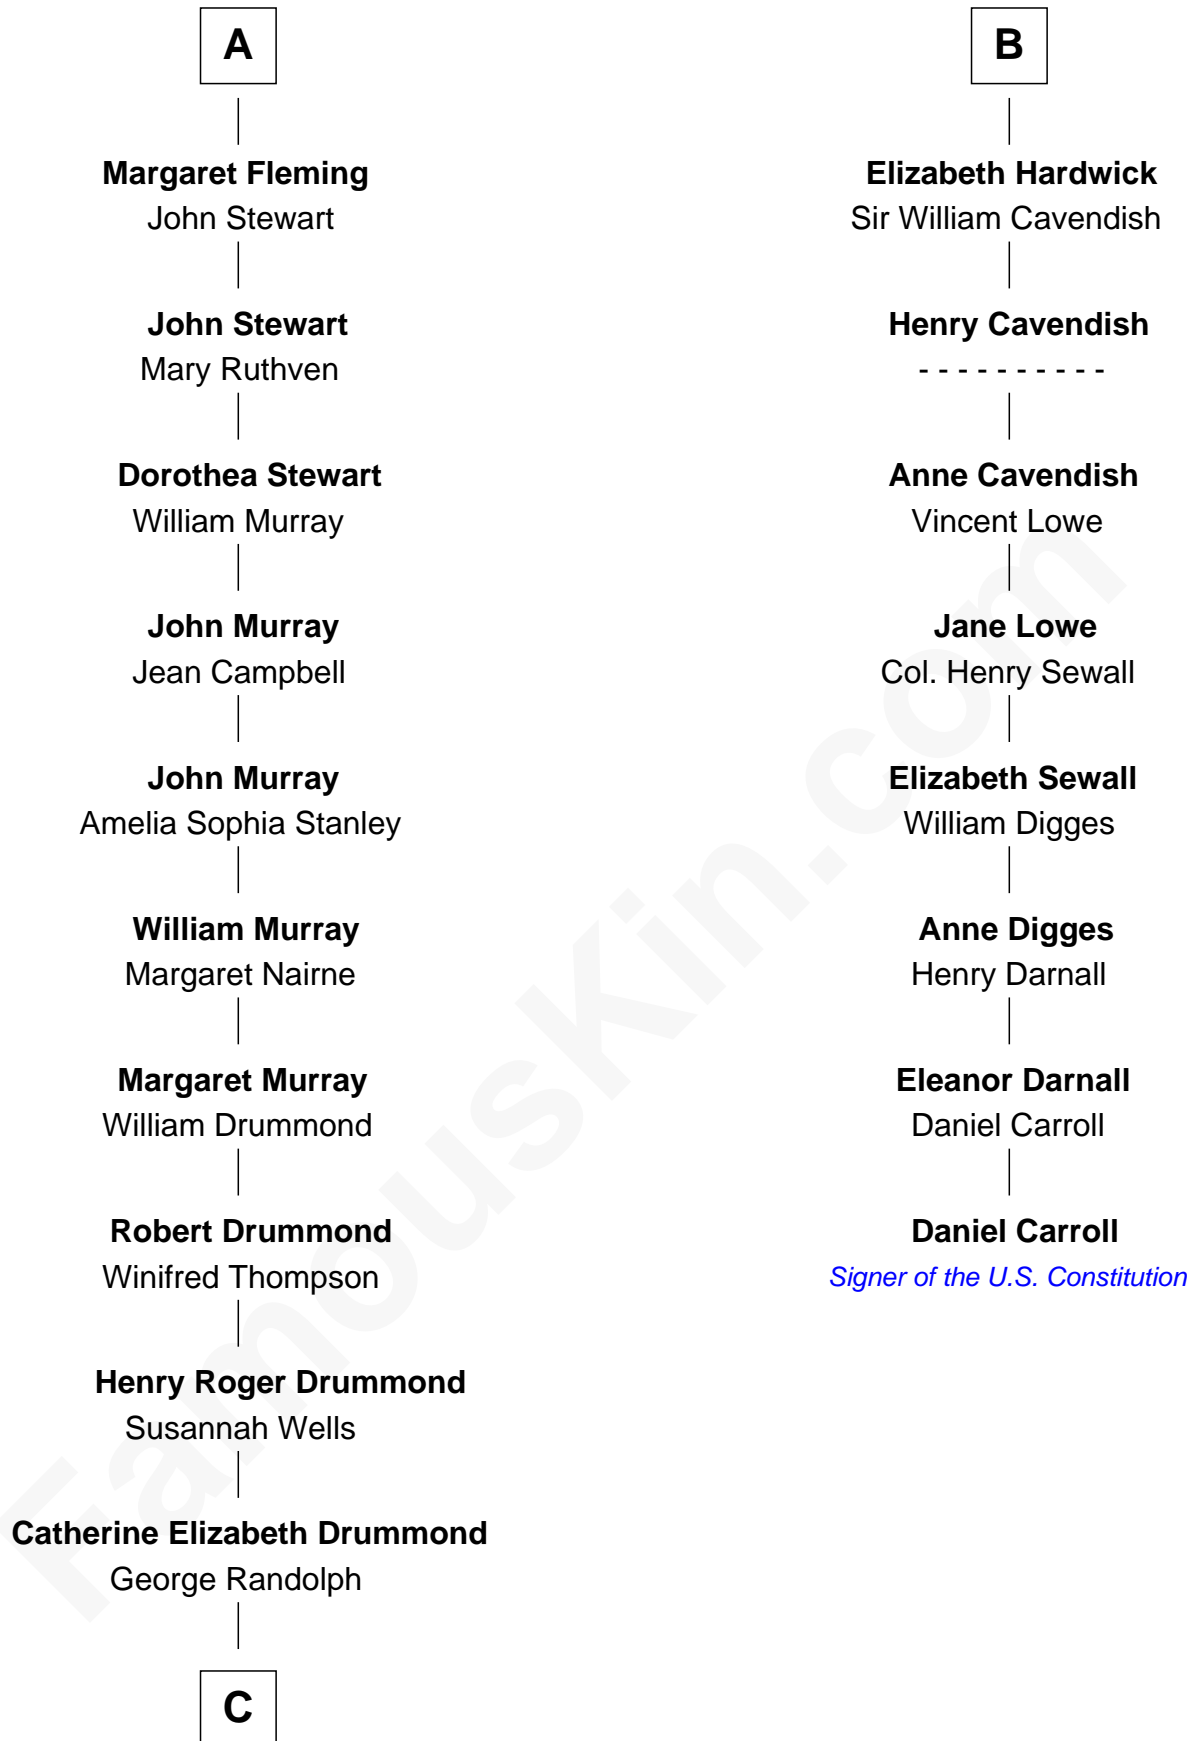 A
Margaret Fleming
John Stewart
John Stewart
Mary Ruthven
Dorothea Stewart
William Murray
John Murray
Jean Campbell
John Murray
Amelia Sophia Stanley
William Murray
Margaret Nairne
Margaret Murray
William Drummond
Robert Drummond
Winifred Thompson
Henry Roger Drummond
Susannah Wells
Catherine Elizabeth Drummond
George Randolph
C
B
Elizabeth Hardwick
Sir William Cavendish
Henry Cavendish
- - - - - - - - - -
Anne Cavendish
Vincent Lowe
Jane Lowe
Col. Henry Sewall
Elizabeth Sewall
William Digges
Anne Digges
Henry Darnall
Eleanor Darnall
Daniel Carroll
Daniel Carroll
Signer of the U.S. Constitution
FamousKin.com